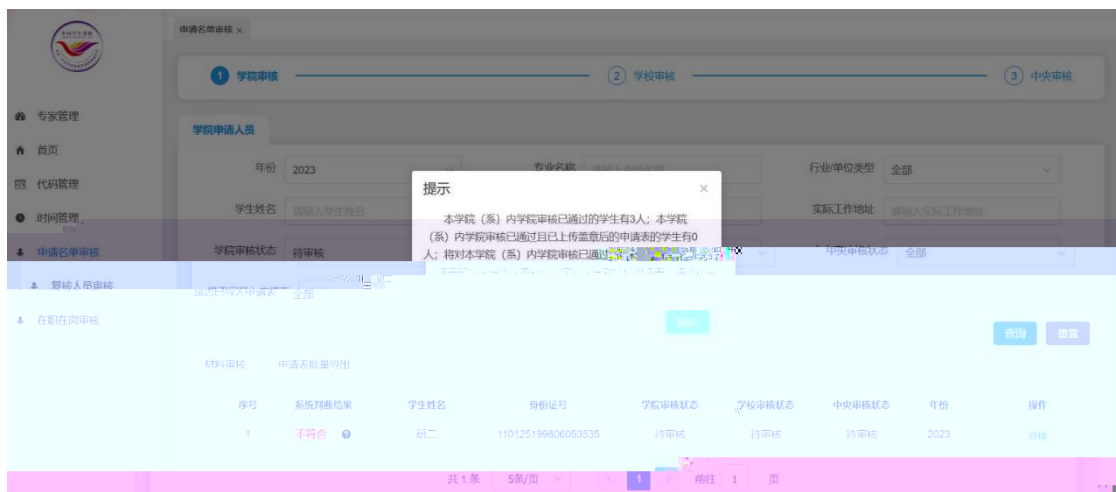 申请名单审核 ×
1 学院审核
2 学校审核
3 中央审核
专家管理
首页
代码管理
时间管理
申请名单审核
复核人员审核
在职在岗审核
学院申请人员
年份 2023
专业名称
行业/单位类型 全部
学生姓名 请输入学生姓名
实际工作地址 请输入实际工作地址
学院审核状态 待审核
中央审核状态 全部
全部
提示 ×
本学院（系）内学院审核已通过的学生有3人；本学院
（系）内学院审核已通过且已上传盖章后的申请表的学生有0
人；将对本学院（系）内学院审核已通过
查询 重置
材料审核 申请表批量导出
序号 系统判断结果 学生姓名 身份证号 学院审核状态 学校审核状态 中央审核状态 年份 操作
1 不符合 研二 110125199806053535 待审核 待审核 待审核 2023 详情
共 1 条 5条/页 < 1 > 前往 1 页